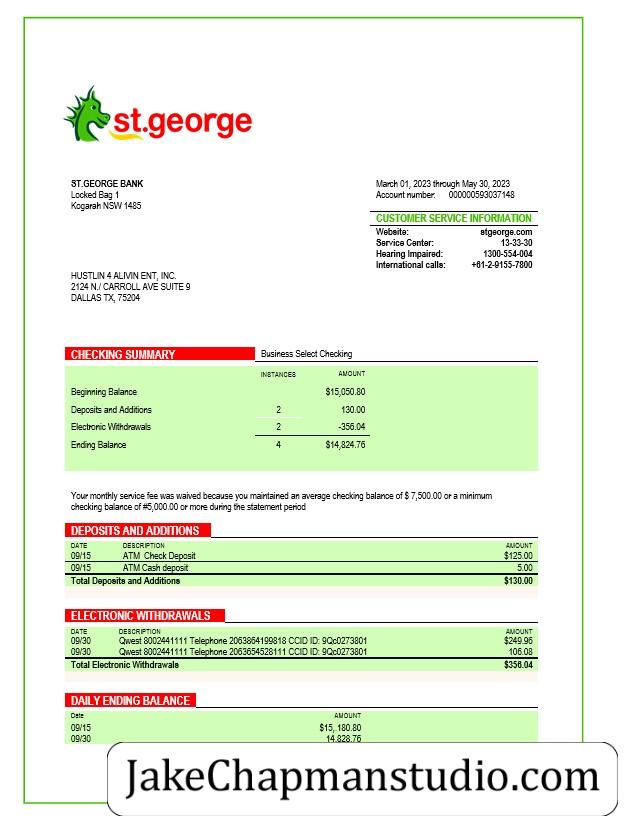 st.george
ST.GEORGE BANK
Locked Bag 1
Kogarah NSW 1485
March 01, 2023 through May 30, 2023
Account number: 000000593037148
CUSTOMER SERVICE INFORMATION
Website: stgeorge.com
Service Center: 13-33-30
Hearing Impaired: 1300-554-004
International calls: +61-2-9155-7800
HUSTLIN 4 ALIVIN ENT, INC.
2124 N./ CARROLL AVE SUITE 9
DALLAS TX, 75204
CHECKING SUMMARY Business Select Checking
INSTANCES AMOUNT
Beginning Balance $15,050.80
Deposits and Additions 2 130.00
Electronic Withdrawals 2 -356.04
Ending Balance 4 $14,824.76
Your monthly service fee was waived because you maintained an average checking balance of $ 7,500.00 or a minimum
checking balance of #5,000.00 or more during the statement period
DEPOSITS AND ADDITIONS
DATE DESCRIPTION AMOUNT
09/15 ATM Check Deposit $125.00
09/15 ATM Cash deposit 5.00
Total Deposits and Additions $130.00
ELECTRONIC WITHDRAWALS
DATE DESCRIPTION AMOUNT
09/30 Qwest 8002441111 Telephone 2063864199818 CCID ID: 9Qc0273801 $249.96
09/30 Qwest 8002441111 Telephone 2063654528111 CCID ID: 9Qc0273801 106.08
Total Electronic Withdrawals $356.04
DAILY ENDING BALANCE
Date AMOUNT
09/15 $15,.180.80
09/30 14,828.76
JakeChapmanstudio.com